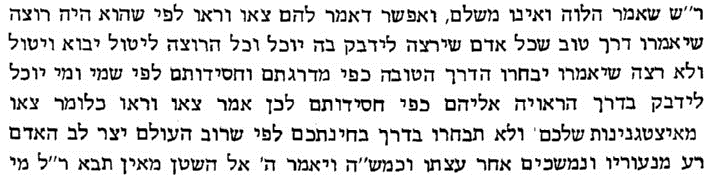 ר״ש שאמר הלוה ואינו משלם, ואפשר דאמר להם צאו וראו לפי שהוא היה רוצה
שיאמרו דרך טוב שכל אדם שירצה לידבק בה יוכל וכל הרוצה ליטול יבוא ויטול
ולא רצה שיאמרו יבחרו הדרך הטובה כפי מדרגתם וחסידותם לפי שמי ומי יוכל
לידבק בדרך הראויה אליהם כפי חסידותם לכן אמר צאו וראו כלומר צאו
מאיצטגנינות שלכם ולא תבחרו בדרך בחינתכם לפי שרוב העולם יצר לב האדם
רע מנעוריו ונמשכים אחר עצתו וכמש״ה ויאמר ה׳ אל השטן מאין תבא ר״ל מי